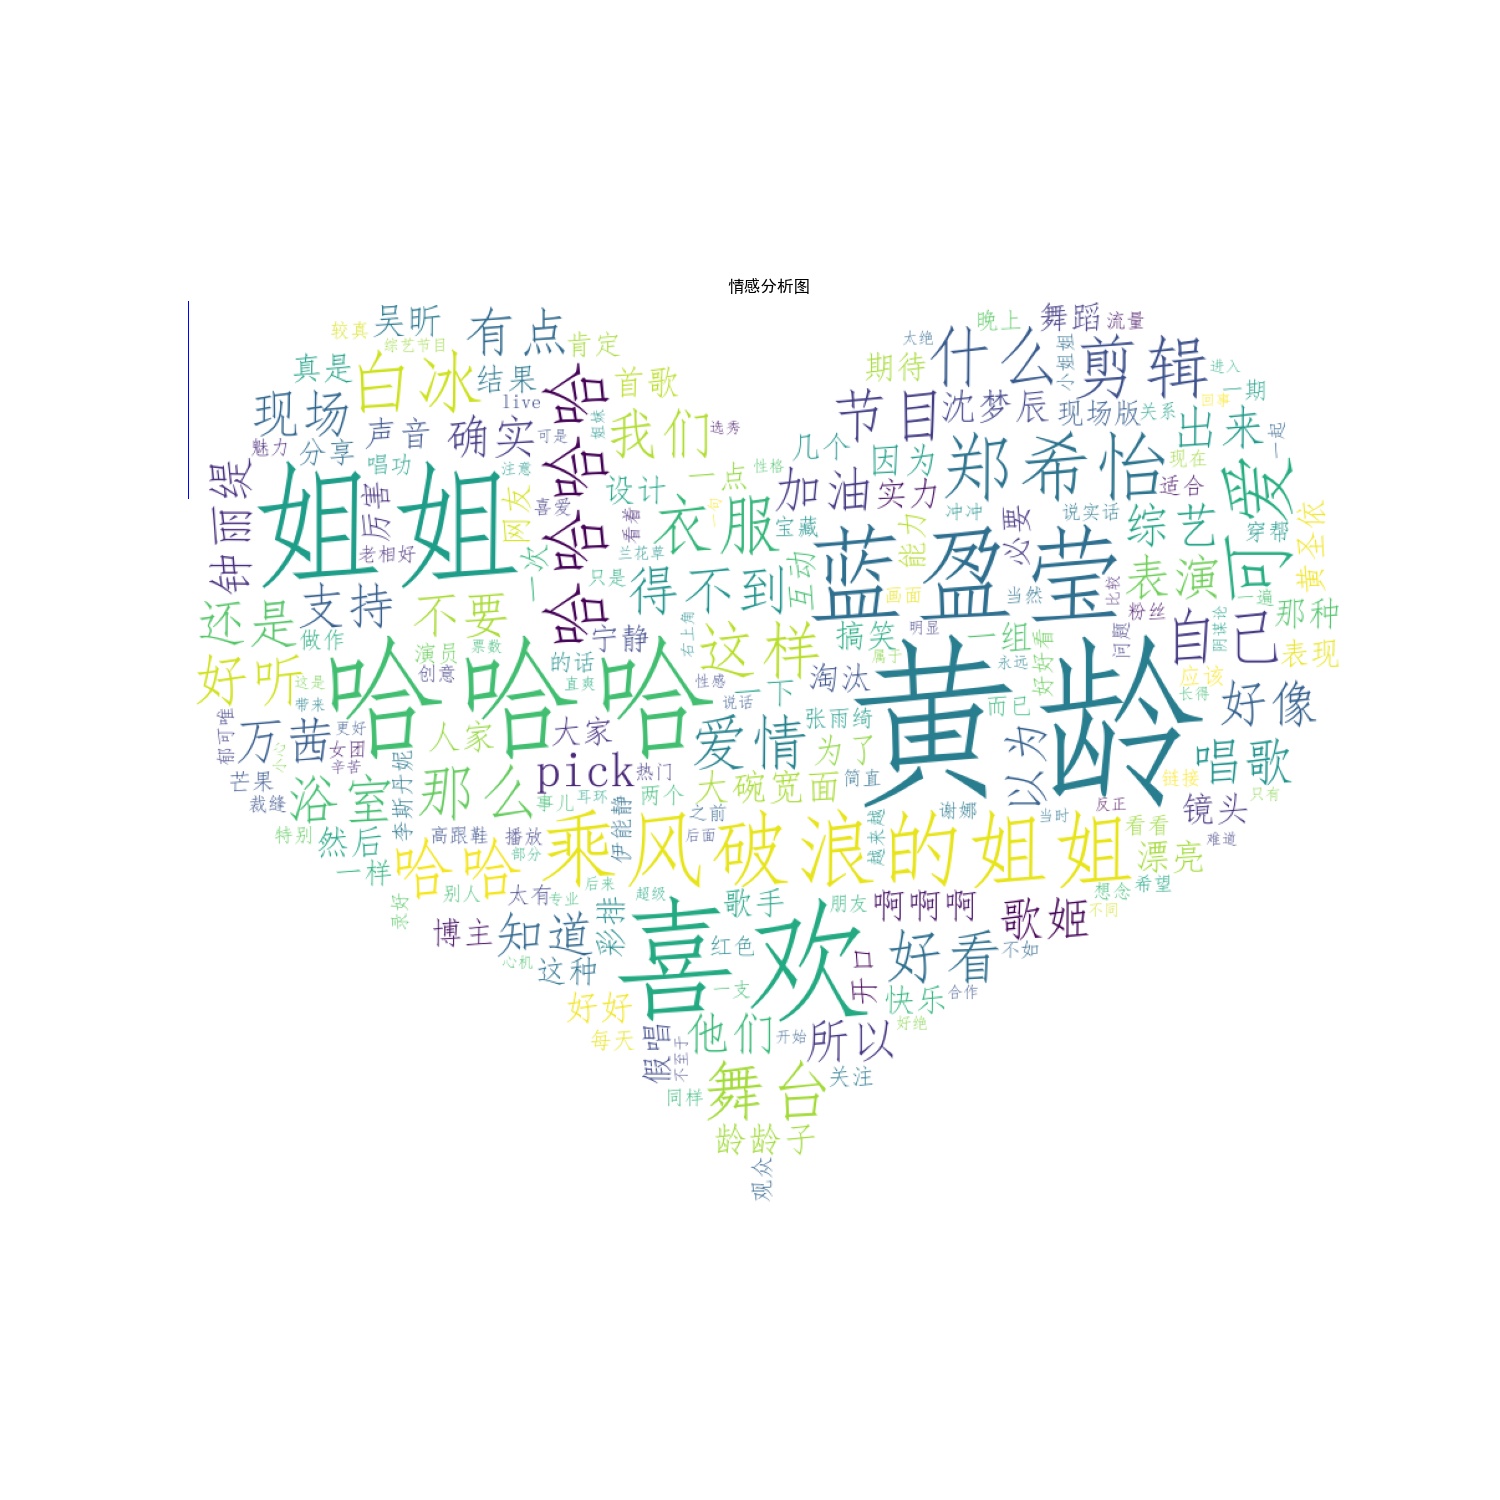 情感分析图
吴昕
有点
较真
综艺节目
肯定
真是
白冰
结果
哈哈哈哈
首歌
live
现场
声音
确实
可是
姐妹
我们
选秀
魅力
分享
唱功
注意
设计
一点
性格
钟丽缇
姐姐
厉害
网友
喜爱
看着
衣服
一句
宝藏
老相好
一次
兰花草
只是
得不到
互动
还是
支持
不要
做作
宁静
右上角
这样
好听
哈哈哈
演员
票数
创意
的话
直爽
性感
一下
说话
这是
带来
郁可唯
万茜
更好
女团
辛苦
人家
大家
爱情
张雨绮
为了
芒果
裁缝
浴室
李斯丹妮
那么
pick
热门
大碗宽面
简直
事儿
耳环
两个
之前
特别
然后
高跟鞋
播放
伊能静
后面
一样
哈哈
部分
乘风破浪的姐姐
太绝
晚上
舞蹈
流量
什么
小姐姐
剪辑
进入
期待
一期
回事
节目
沈梦辰
现场版
关系
出来
一起
几个
因为
郑希怡
现在
可爱
加油
实力
适合
能力
冲冲
必要
说实话
综艺
穿帮
黄圣依
蓝盈莹
画面
当然
比较
表演
一遍
搞笑
明显
一组
好好看
粉丝
问题
自己
阴谋论
那种
表现
属于
永远
淘汰
黄龄
应该
长得
而已
好像
以为
唱歌
链接
只有
谢娜
当时
反正
镜头
越来越
看看
难道
漂亮
想念
希望
别人
太有
专业
后来
超级
歌手
朋友
啊啊啊
歌姬
不同
博主
知道
彩排
喜欢
红色
开口
好看
不如
心机
这种
一支
快乐
合作
好好
好绝
每天
假唱
不至于
他们
开始
所以
同样
舞台
关注
龄龄子
观众